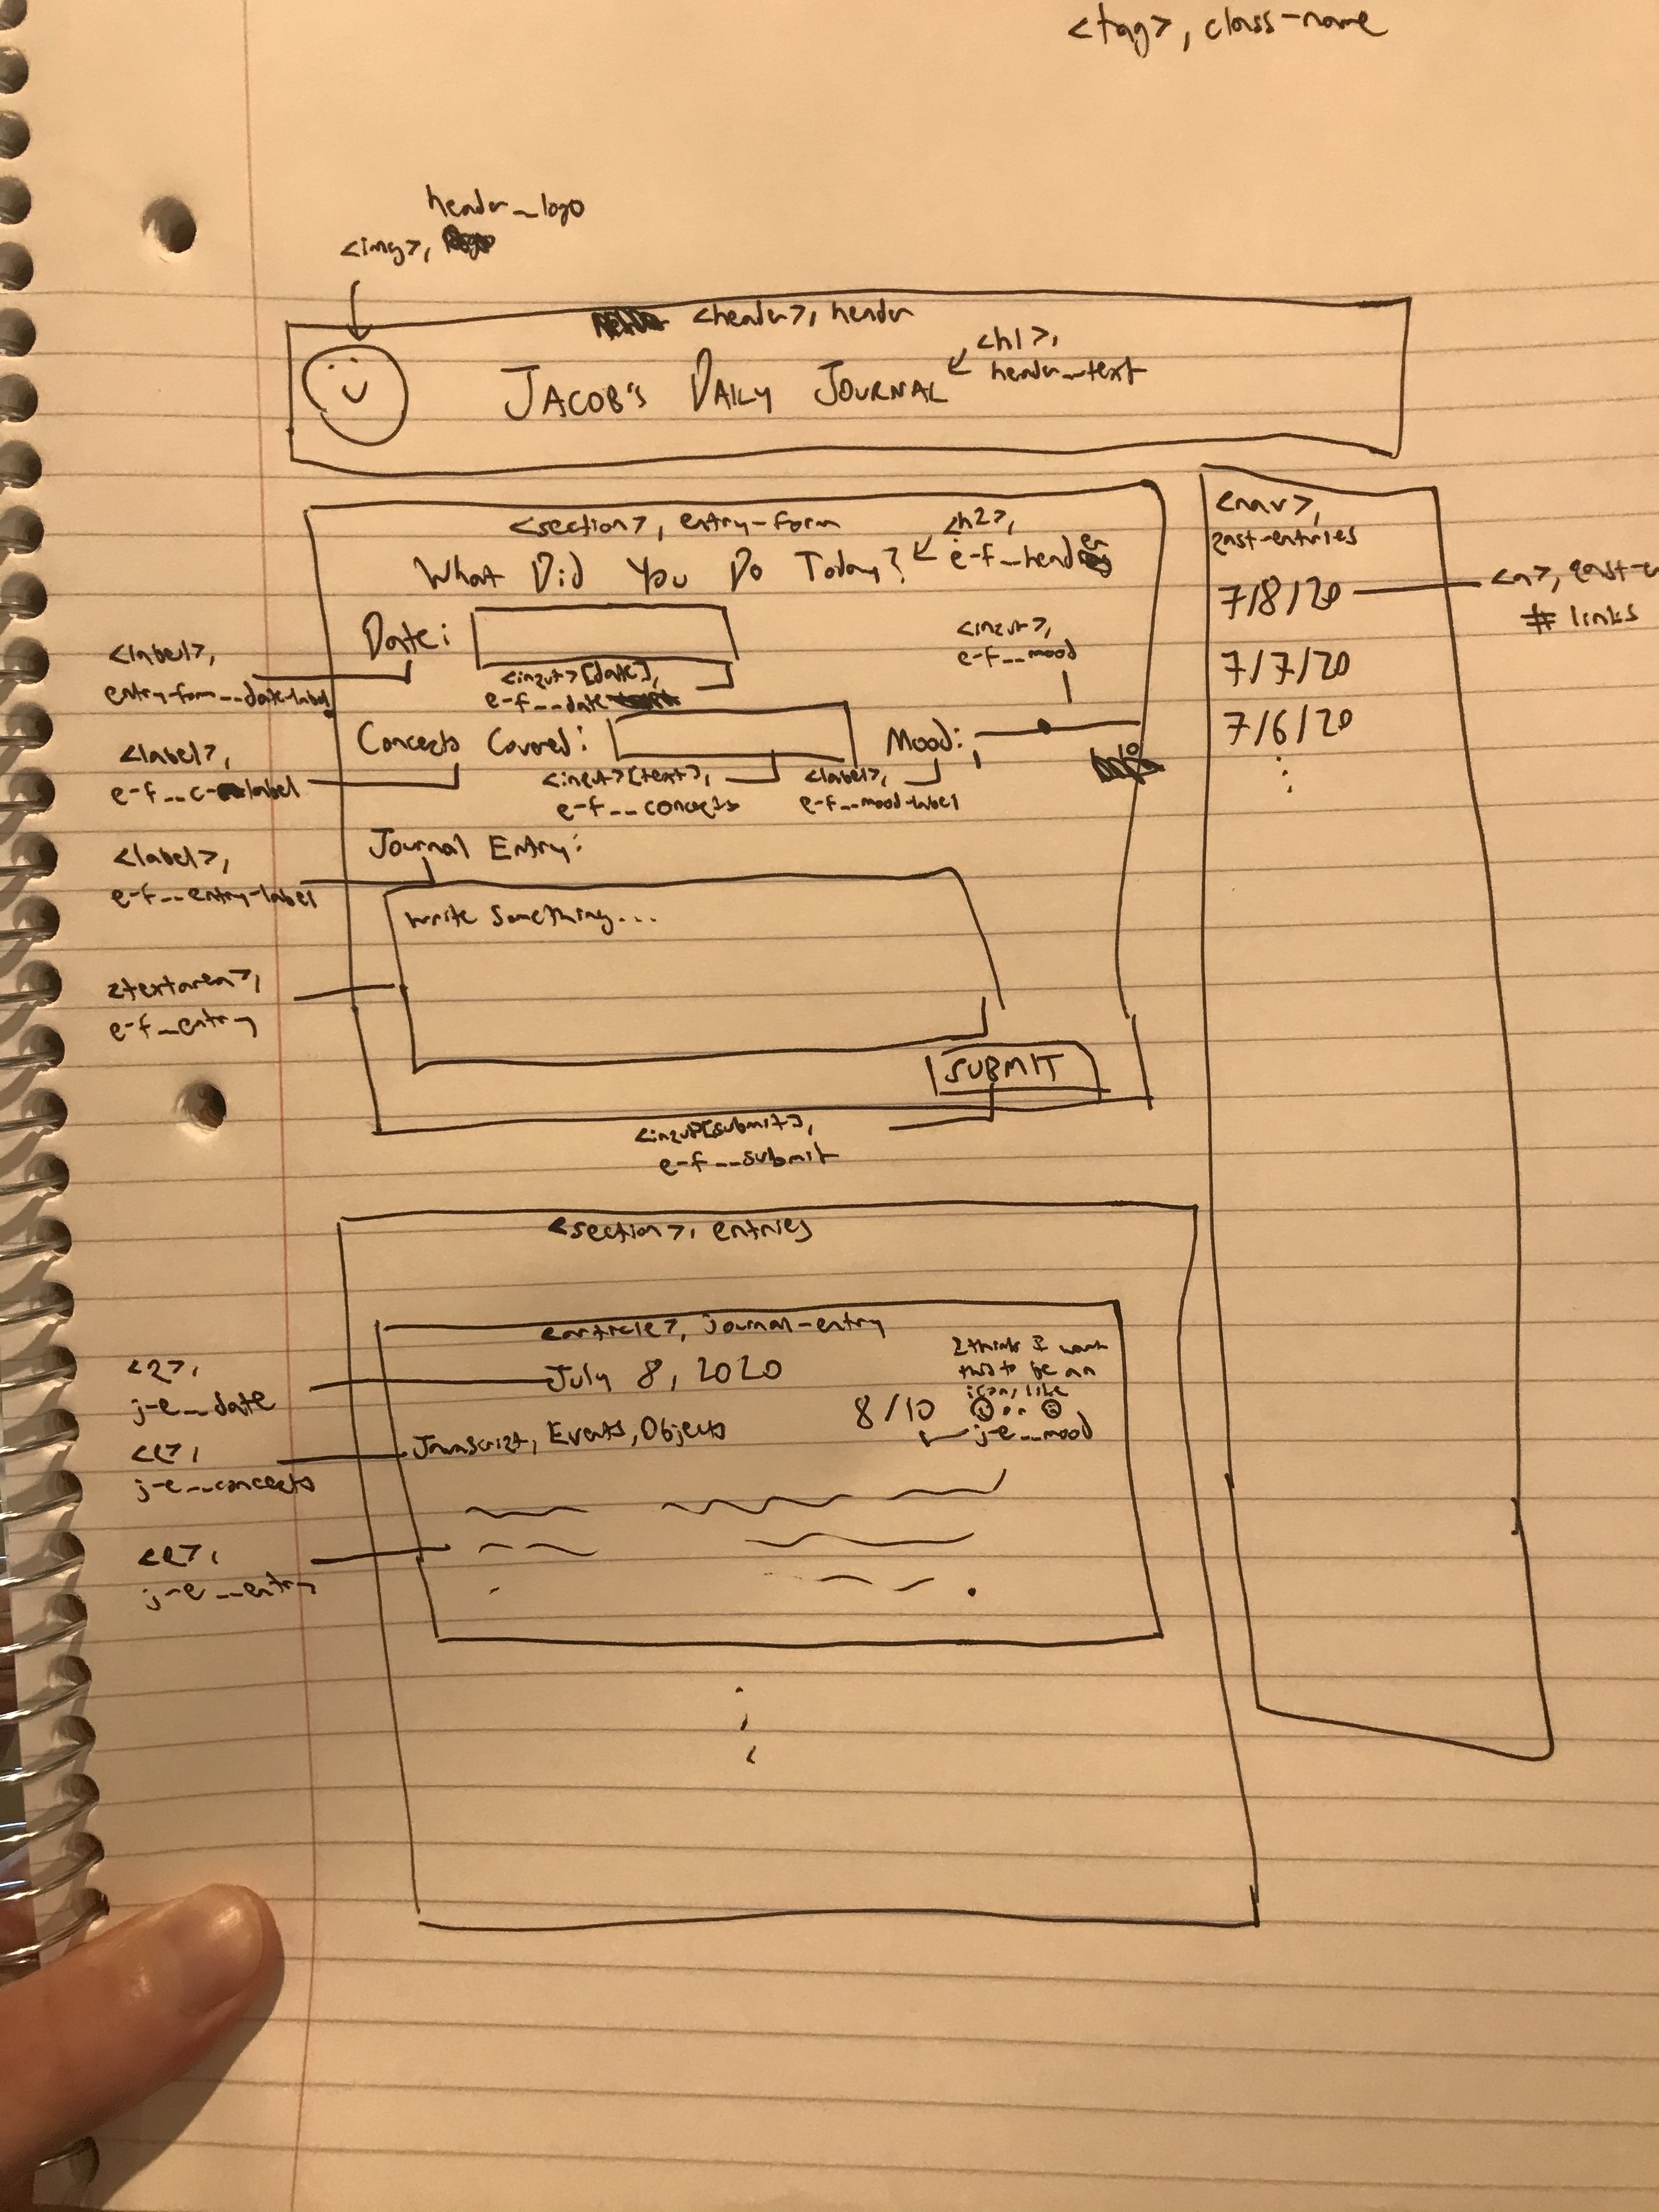 <tag>, class-name
header__logo
<img>,
<header>, header
<h1>,
header__text
JACOB'S DAILY JOURNAL
<section>, entry-form
<h2>,
What Did You Do Today?
e-f__header
Date:
<label>,
entry-form__date-label
<input>[date],
e-f__date
<input>,
e-f__mood
Concepts Covered:
Mood:
1
10
<label>,
e-f__c-label
<input>[text],
e-f__concepts
<label>,
e-f__mood-label
Journal Entry:
<label>,
e-f__entry-label
Write Something...
<textarea>,
e-f__entry
SUBMIT
<input[submit]>,
e-f__submit
<nav>,
past-entries
7/8/20
<a>, past-e
# links
7/7/20
7/6/20
<section>, entries
<article>, journal-entry
<p>,
j-e__date
July 8, 2020
I think I want
this to be an
icon, like
8/10
j-e__mood
<p>,
j-e__concepts
Javascript, Events, Objects
<p>,
j-e__entry